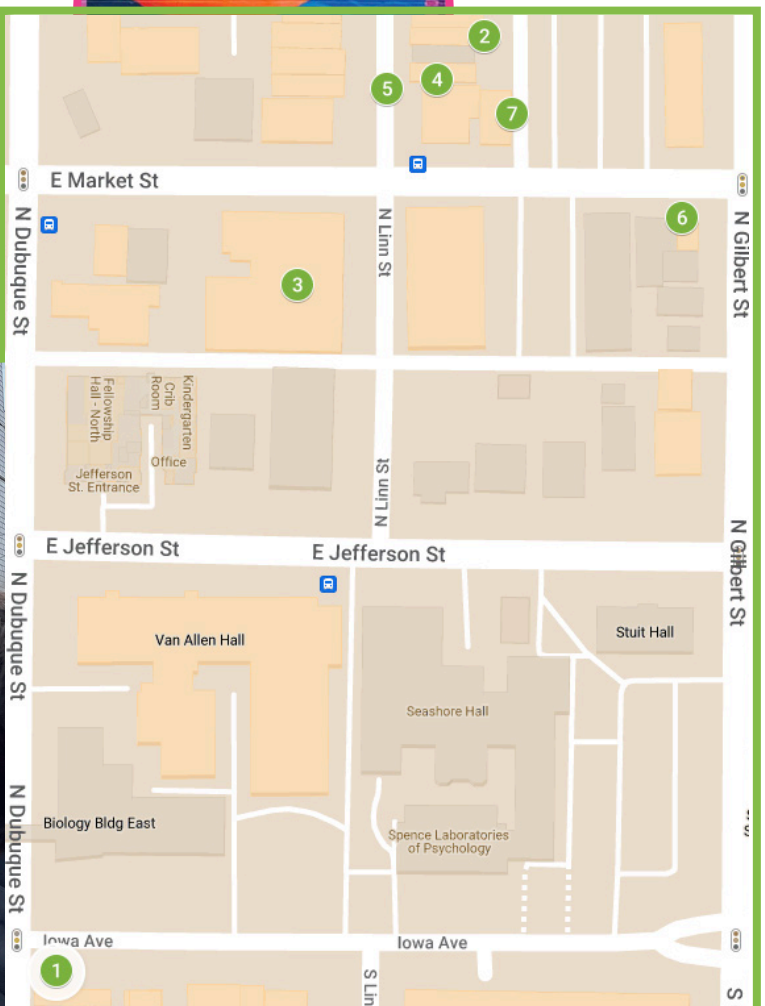 2
5
4
7
E Market St
6
N Dubuque St
N Linn St
N Gilbert St
3
Fellowship
Hall - North
Crib
Room
Kindergarten
Office
Jefferson
St. Entrance
N Linn St
E Jefferson St
E Jefferson St
N Gilbert St
N Dubuque St
Van Allen Hall
Stuit Hall
Seashore Hall
N Dubuque St
Biology Bldg East
Spence Laboratories
of Psychology
Iowa Ave
Iowa Ave
1
S Lin
S